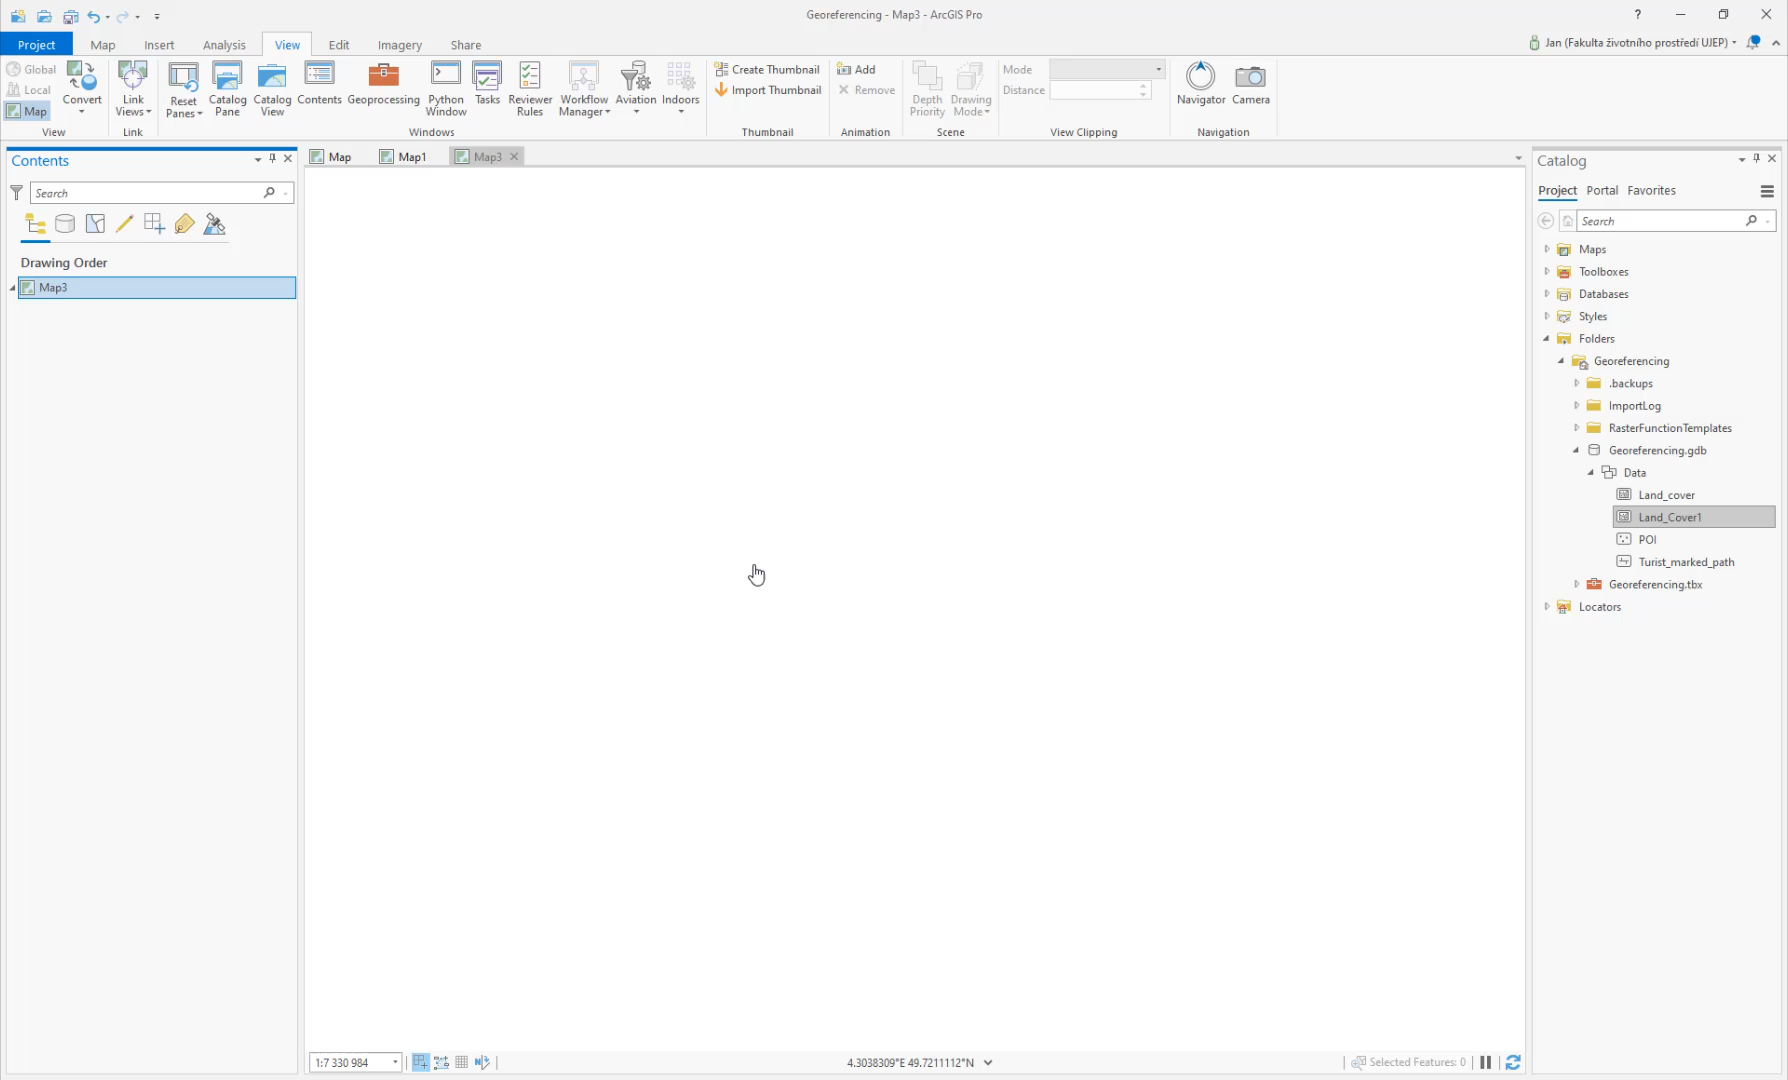 Georeferencing - Map3 - ArcGIS Pro
?
Project Map Insert Analysis View Edit Imagery Share
Jan (Fakulta životního prostředí UJEP)
Global
Local
Map
View
Convert
Link Views
Link
Reset Panes
Catalog Pane
Catalog View
Contents
Geoprocessing
Python Window
Tasks
Reviewer Rules
Workflow Manager
Aviation
Indoors
Windows
Create Thumbnail
Import Thumbnail
Thumbnail
Add
Remove
Animation
Depth Priority
Drawing Mode
Scene
Mode
Distance
View Clipping
Navigator
Camera
Navigation
Contents
Search
Drawing Order
Map3
Map Map1 Map3
1:7 330 984
4.3038309°E 49.7211112°N
Selected Features: 0
Catalog
Project Portal Favorites
Search
Maps
Toolboxes
Databases
Styles
Folders
Georeferencing
.backups
ImportLog
RasterFunctionTemplates
Georeferencing.gdb
Data
Land_cover
Land_Cover1
POI
Turist_marked_path
Georeferencing.tbx
Locators